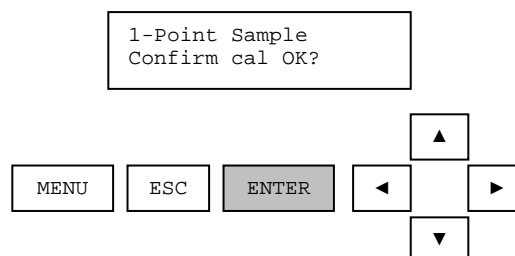 1-Point Sample
Confirm cal OK?
▲
MENU ESC ENTER ◄ ►
▼